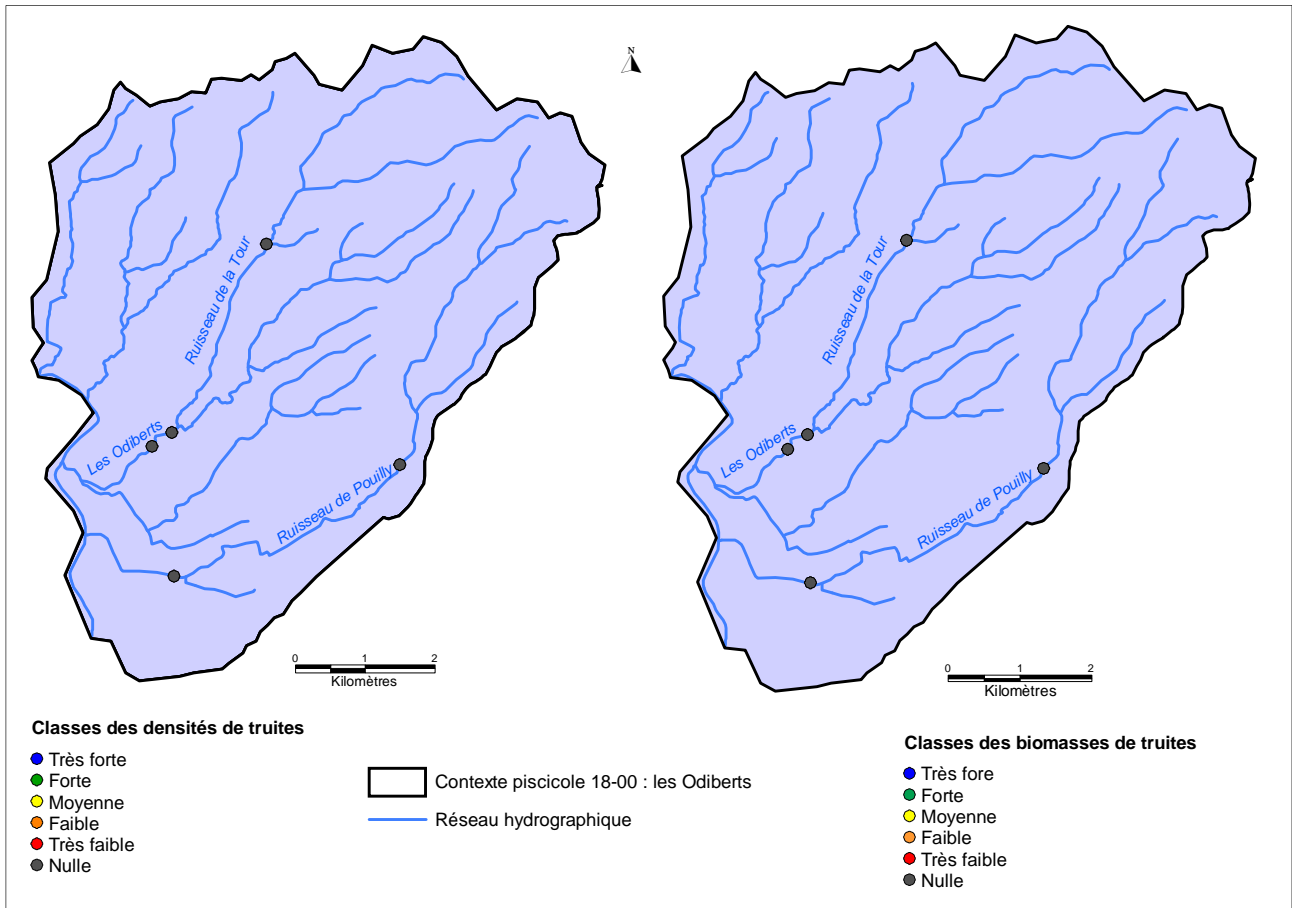 N
Ruisseau de la Tour
Les Odiberts
Ruisseau de Pouilly
0 1 2
Kilomètres
Ruisseau de la Tour
Les Odiberts
Ruisseau de Pouilly
0 1 2
Kilomètres
Classes des densités de truites
Très forte
Forte
Moyenne
Faible
Très faible
Nulle
Contexte piscicole 18-00 : les Odiberts
Réseau hydrographique
Classes des biomasses de truites
Très fore
Forte
Moyenne
Faible
Très faible
Nulle